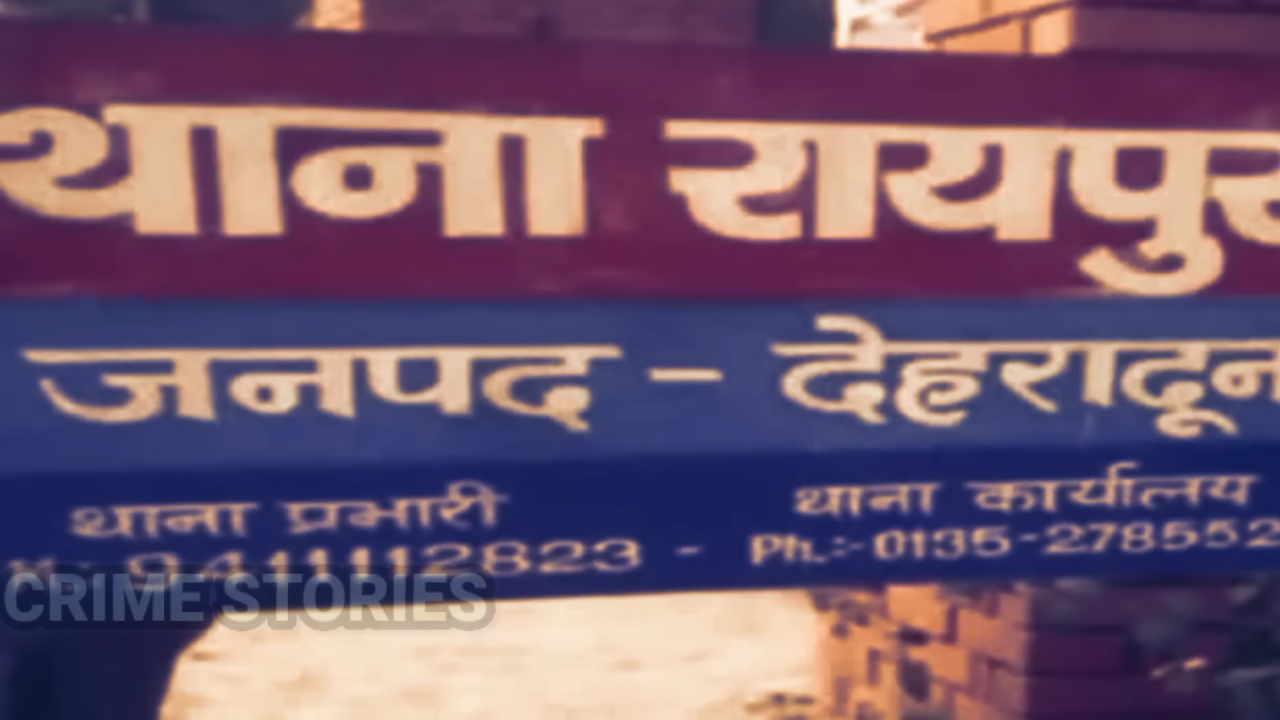 थाना रायपुर
जनपद - देहरादून
थाना प्रभारी थाना कार्यालय
9411112823 - Ph.:-0135-278552
CRIME STORIES